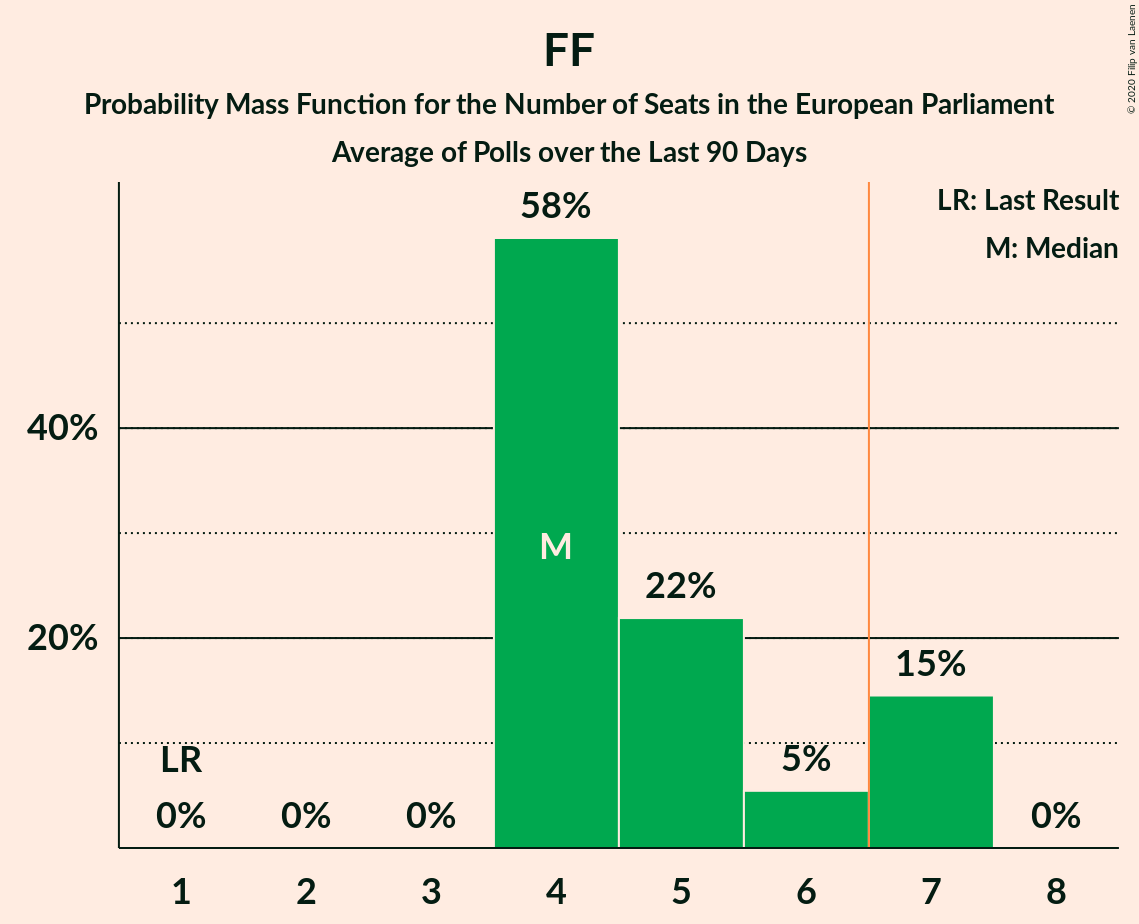 FF
Probability Mass Function for the Number of Seats in the European Parliament
Average of Polls over the Last 90 Days
© 2020 Filip van Laenen
LR: Last Result
M: Median
58%
40%
M
22%
20%
15%
LR
5%
0%
0%
0%
0%
1
2
3
4
5
6
7
8